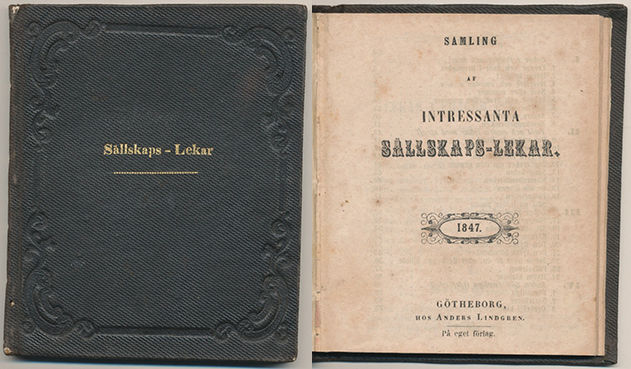 Sällskaps-Lekar
SAMLING
AF
INTRESSANTA
SÄLLSKAPS-LEKAR.
1847.
GÖTHEBORG,
HOS ANDERS LINDGREN.
På eget förlag.